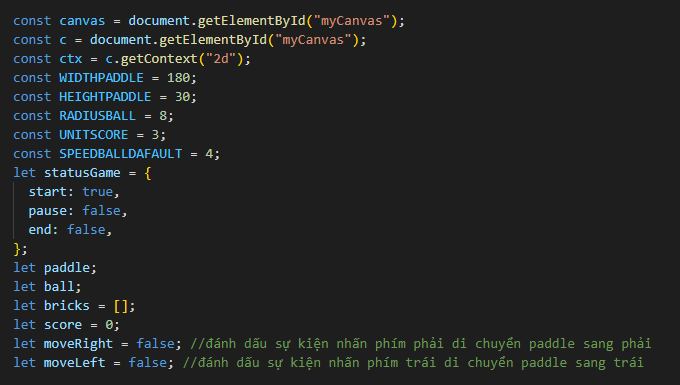 const canvas = document.getElementById("myCanvas");
const c = document.getElementById("myCanvas");
const ctx = c.getContext("2d");
const WIDTHPADDLE = 180;
const HEIGHTPADDLE = 30;
const RADIUSBALL = 8;
const UNITSCORE = 3;
const SPEEDBALLDAFAULT = 4;
let statusGame = {
  start: true,
  pause: false,
  end: false,
};
let paddle;
let ball;
let bricks = [];
let score = 0;
let moveRight = false; //đánh dấu sự kiện nhấn phím phải di chuyển paddle sang phải
let moveLeft = false; //đánh dấu sự kiện nhấn phím trái di chuyển paddle sang trái